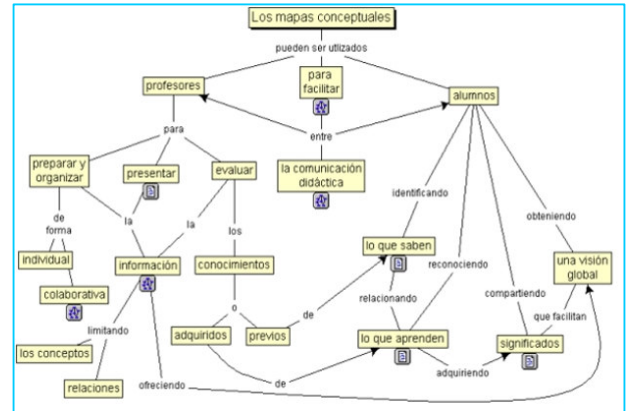 Los mapas conceptuales
pueden ser utlizados
profesores
para
facilitar
alumnos
para
entre
preparar y
organizar
presentar
evaluar
la comunicación
didáctica
identificando
de
forma
la
la
los
obteniendo
individual
información
conocimientos
lo que saben
reconociendo
una visión
global
colaborativa
relacionando
compartiendo
limitando
o
de
que facilitan
los conceptos
adquiridos
previos
lo que aprenden
significados
relaciones
ofreciendo
de
adquiriendo